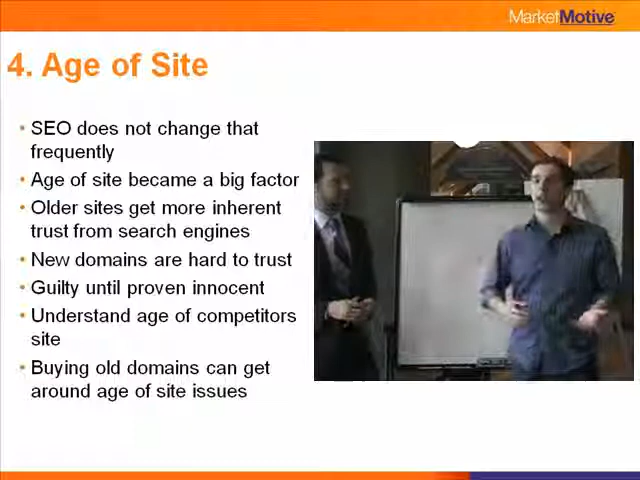 MarketMotive
4. Age of Site
• SEO does not change that
frequently
• Age of site became a big factor
• Older sites get more inherent
trust from search engines
• New domains are hard to trust
• Guilty until proven innocent
• Understand age of competitors
site
• Buying old domains can get
around age of site issues